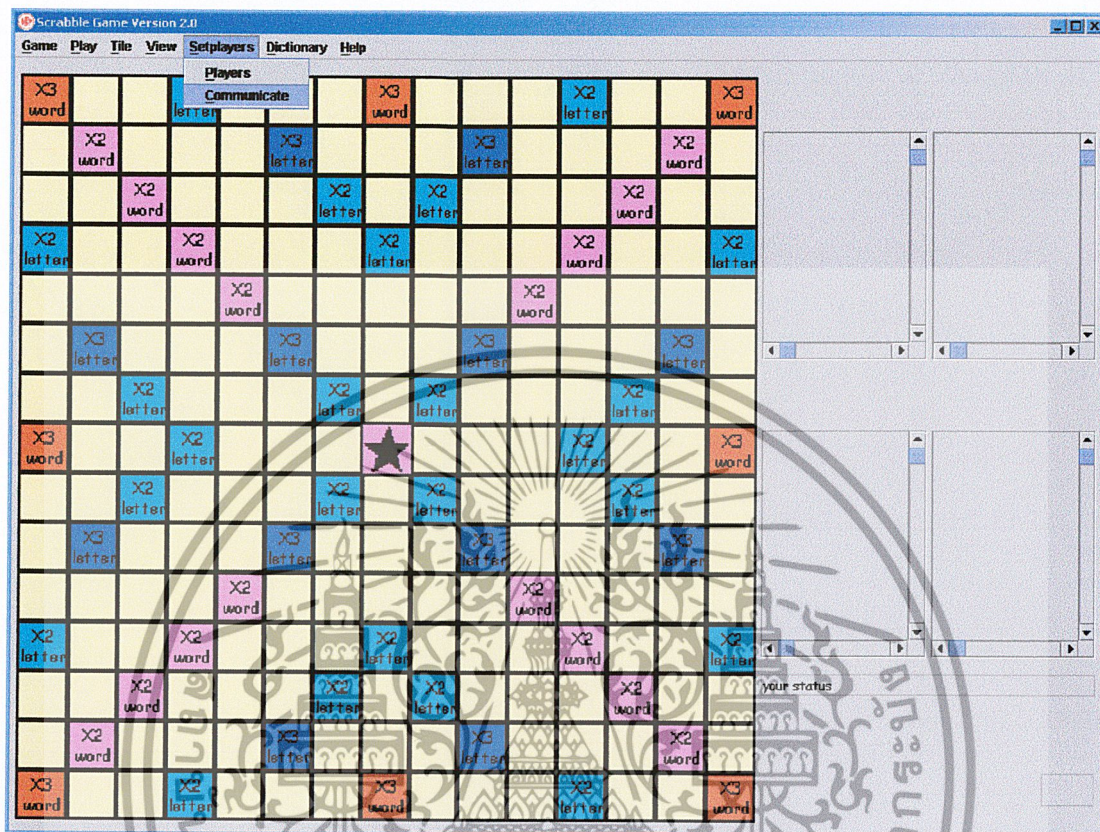 Scrabble Game Version 2.0
Game Play Tile View Setplayers Dictionary Help
Players
Communicate
X3 X3 X2 X3
word letter word letter word
X2 X3 X3 X2
word letter letter word
X2 X2 X2 X2
word letter letter word
X2 X2 X2 X2 X2
letter word letter word letter
X2 X2
word word
X3 X3 X3 X3
letter letter letter letter
X2 X2 X2 X2
letter letter letter letter
X3 X2 X2 X3
word letter letter word
X2 X2 X2 X2
letter letter letter letter
X3 X3 X3 X3
letter letter letter letter
X2 X2
word word
X2 X2 X2 X2 X2
letter word letter word letter
your status
X2 X2 X2 X2
word letter letter word
X2 X3 X3 X2
word letter letter word
X3 X2 X3 X2 X3
word letter word letter word